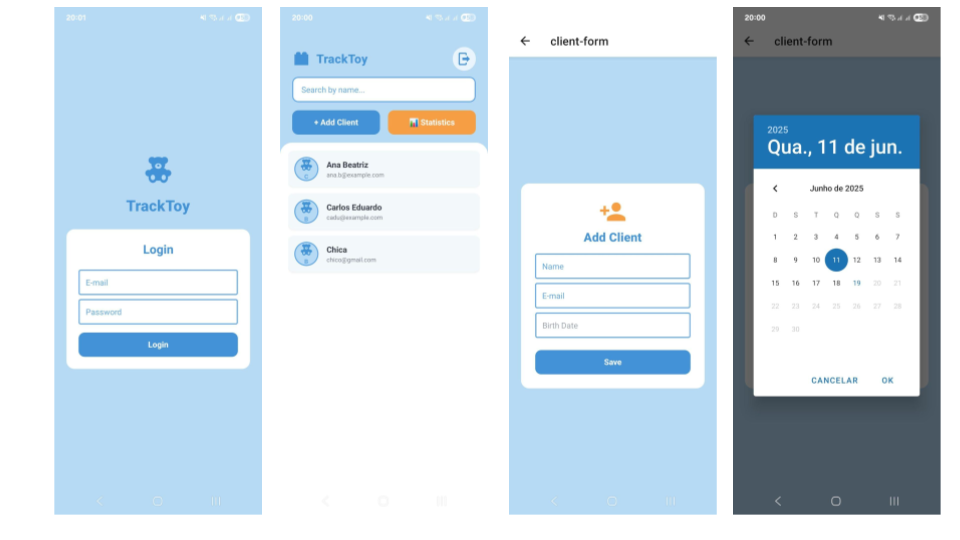 20:01
TrackToy
Login
E-mail
Password
Login
20:00
TrackToy
Search by name...
+ Add Client
Statistics
Ana Beatriz
ana.b@example.com
Carlos Eduardo
cadu@example.com
Chica
chica@gmail.com
client-form
Add Client
Name
E-mail
Birth Date
Save
20:00
client-form
2025
Qua., 11 de jun.
Junho de 2025
D S T Q Q S S
1 2 3 4 5 6 7
8 9 10 11 12 13 14
15 16 17 18 19 20 21
22 23 24 25 26 27 28
29 30
CANCELAR OK